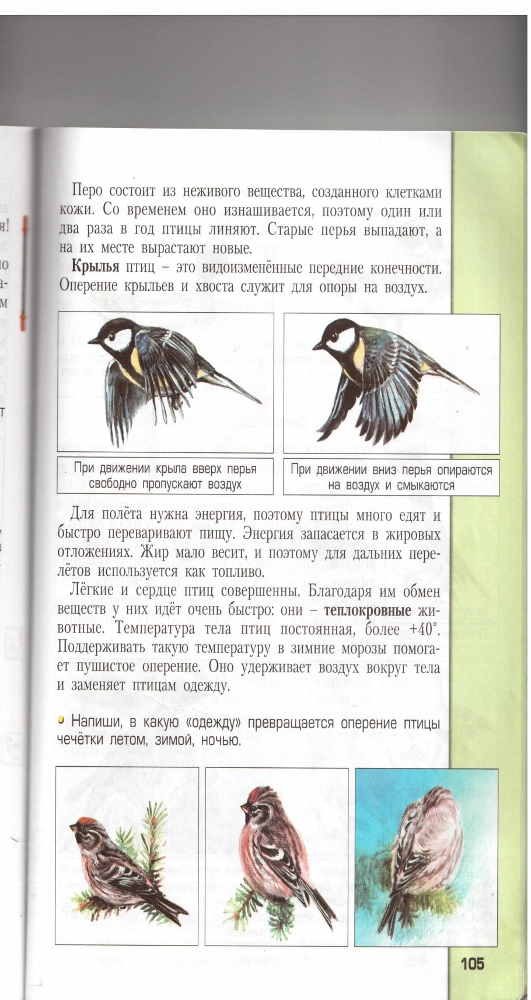 Перо состоит из неживого вещества, созданного клетками
кожи. Со временем оно изнашивается, поэтому один или
два раза в год птицы линяют. Старые перья выпадают, а
на их месте вырастают новые.
Крылья птиц – это видоизменённые передние конечности.
Оперение крыльев и хвоста служит для опоры на воздух.
При движении крыла вверх перья
свободно пропускают воздух
При движении вниз перья опираются
на воздух и смыкаются
Для полёта нужна энергия, поэтому птицы много едят и
быстро переваривают пищу. Энергия запасается в жировых
отложениях. Жир мало весит, и поэтому для дальних пере-
лётов используется как топливо.
Лёгкие и сердце птиц совершенны. Благодаря им обмен
веществ у них идёт очень быстро: они – теплокровные жи-
вотные. Температура тела птиц постоянная, более +40°.
Поддерживать такую температуру в зимние морозы помога-
ет пушистое оперение. Оно удерживает воздух вокруг тела
и заменяет птицам одежду.
Напиши, в какую «одежду» превращается оперение птицы
чечётки летом, зимой, ночью.
105